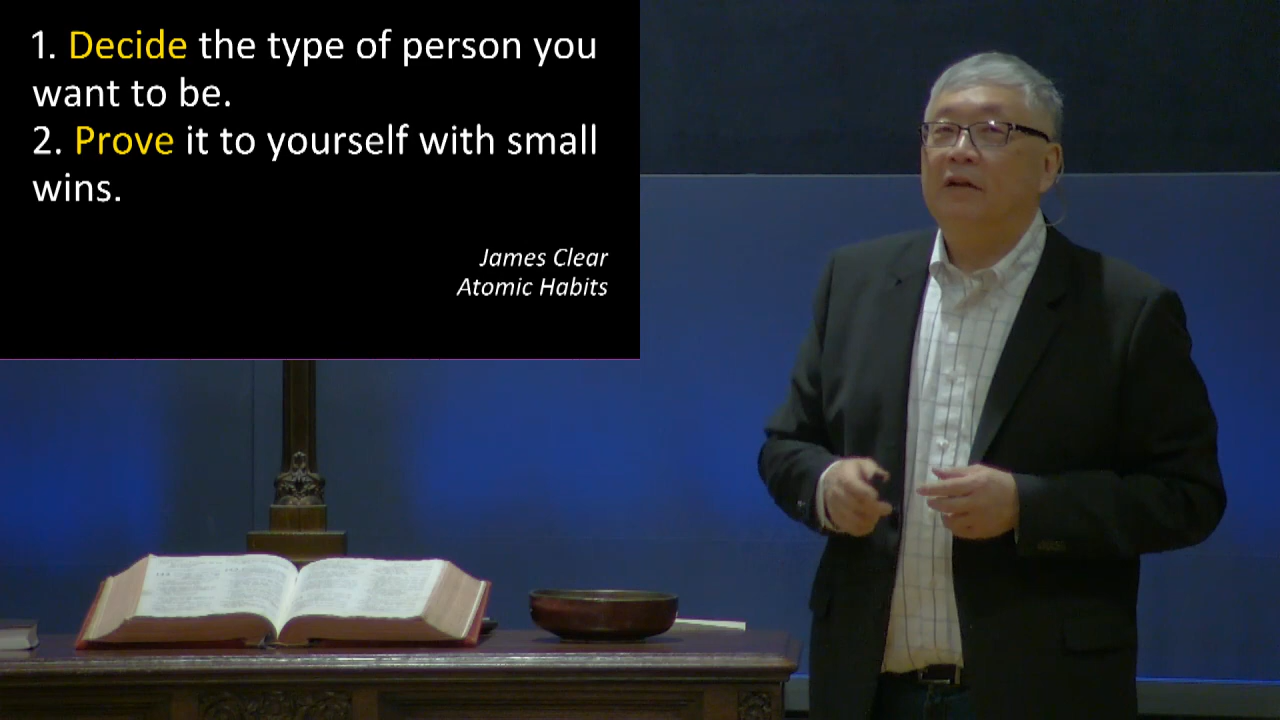 1. Decide the type of person you
want to be.
2. Prove it to yourself with small
wins.
James Clear
Atomic Habits